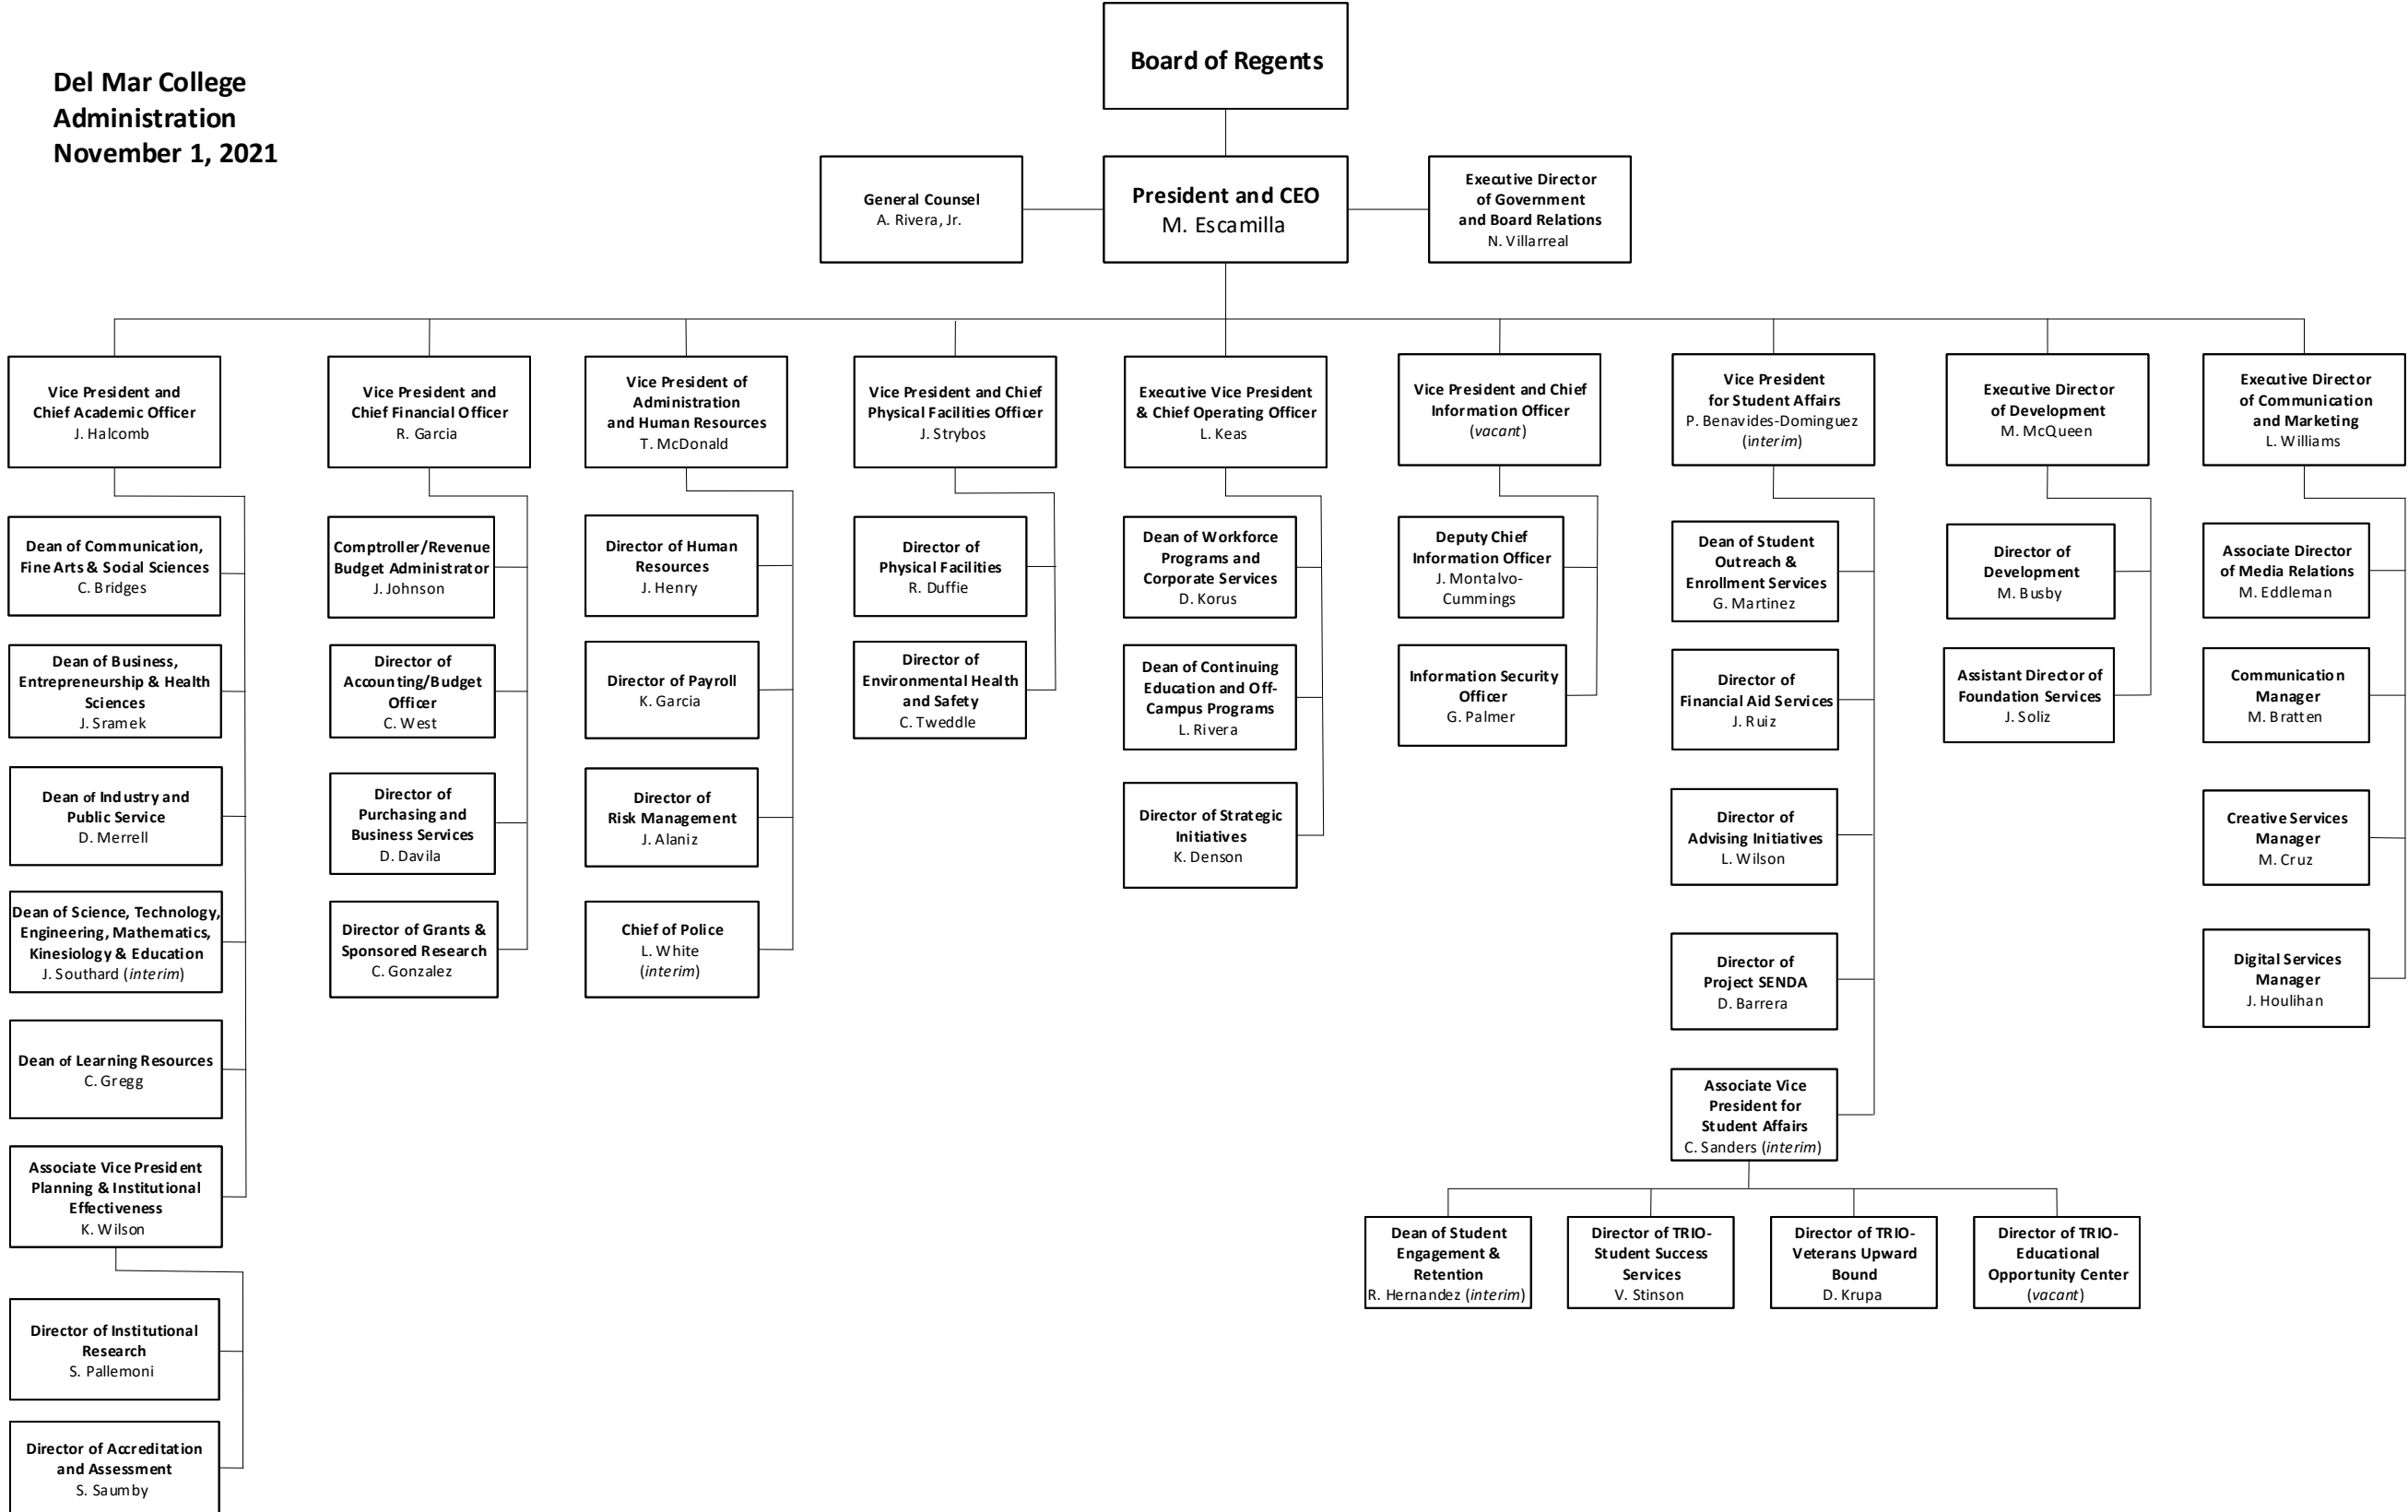 Del Mar College
Administration
November 1, 2021
Board of Regents
General Counsel
A. Rivera, Jr.
President and CEO
M. Escamilla
Executive Director
of Government
and Board Relations
N. Villarreal
Vice President and
Chief Academic Officer
J. Halcomb
Vice President and
Chief Financial Officer
R. Garcia
Vice President of
Administration
and Human Resources
T. McDonald
Vice President and Chief
Physical Facilities Officer
J. Strybos
Executive Vice President
& Chief Operating Officer
L. Keas
Vice President and Chief
Information Officer
(vacant)
Vice President
for Student Affairs
P. Benavides-Dominguez
(interim)
Executive Director
of Development
M. McQueen
Executive Director
of Communication
and Marketing
L. Williams
Dean of Communication,
Fine Arts & Social Sciences
C. Bridges
Dean of Business,
Entrepreneurship & Health
Sciences
J. Sramek
Dean of Industry and
Public Service
D. Merrell
Dean of Science, Technology,
Engineering, Mathematics,
Kinesiology & Education
J. Southard (interim)
Dean of Learning Resources
C. Gregg
Associate Vice President
Planning & Institutional
Effectiveness
K. Wilson
Director of Institutional
Research
S. Pallemoni
Director of Accreditation
and Assessment
S. Saumby
Comptroller/Revenue
Budget Administrator
J. Johnson
Director of
Accounting/Budget
Officer
C. West
Director of
Purchasing and
Business Services
D. Davila
Director of Grants &
Sponsored Research
C. Gonzalez
Director of Human
Resources
J. Henry
Director of Payroll
K. Garcia
Director of
Risk Management
J. Alaniz
Chief of Police
L. White
(interim)
Director of
Physical Facilities
R. Duffie
Director of
Environmental Health
and Safety
C. Tweddle
Dean of Workforce
Programs and
Corporate Services
D. Korus
Dean of Continuing
Education and Off-
Campus Programs
L. Rivera
Director of Strategic
Initiatives
K. Denson
Deputy Chief
Information Officer
J. Montalvo-
Cummings
Information Security
Officer
G. Palmer
Dean of Student
Outreach &
Enrollment Services
G. Martinez
Director of
Financial Aid Services
J. Ruiz
Director of
Advising Initiatives
L. Wilson
Director of
Project SENDA
D. Barrera
Associate Vice
President for
Student Affairs
C. Sanders (interim)
Dean of Student
Engagement &
Retention
R. Hernandez (interim)
Director of TRIO-
Student Success
Services
V. Stinson
Director of TRIO-
Veterans Upward
Bound
D. Krupa
Director of TRIO-
Educational
Opportunity Center
(vacant)
Director of
Development
M. Busby
Assistant Director of
Foundation Services
J. Soliz
Associate Director
of Media Relations
M. Eddleman
Communication
Manager
M. Bratten
Creative Services
Manager
M. Cruz
Digital Services
Manager
J. Houlihan